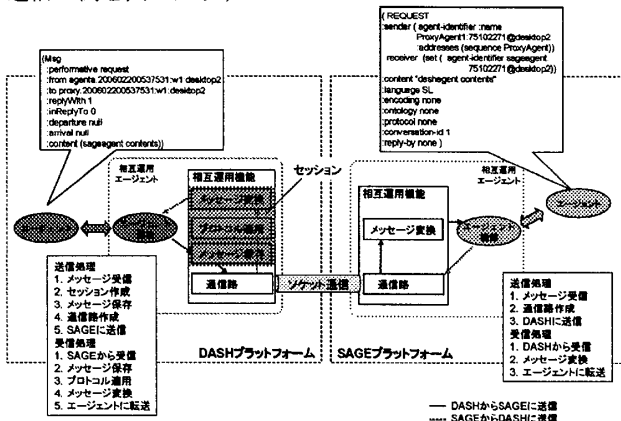 (Msg
:performative request
:from agenta.200602200537531:w1:desktop2
:to proxy.200602200537531:w1:desktop2
:replyWith 1
:inReplyTo 0
:departure null
:arrival null
:content (sageagent contents))
( REQUEST
:sender ( agent-identifier :name
ProxyAgent1:75102271@desktop2
:addresses (sequence ProxyAgent))
receiver (set ( agent-identifier sageagent
75102271@desktop2))
:content "dashagent contents"
:language SL
:encoding none
:ontology none
:protocol none
:conversation-id 1
:reply-by none )
相互運用
エージェント
セッション
相互運用
エージェント
相互運用機能
メッセージ変換
プロトコル適用
メッセージ保存
通信路
ソケット通信
相互運用機能
メッセージ変換
通信路
エージェント
機構
エージェント
送信処理
1. メッセージ受信
2. セッション作成
3. メッセージ保存
4. 通信路作成
5. SAGEに送信
受信処理
1. SAGEから受信
2. メッセージ保存
3. プロトコル適用
4. メッセージ変換
5. エージェントに転送
送信処理
1. メッセージ受信
2. 通信路作成
3. DASHに送信
受信処理
1. DASHから受信
2. メッセージ変換
3. エージェントに転送
DASHプラットフォーム
SAGEプラットフォーム
DASHからSAGEに送信
SAGEからDASHに送信